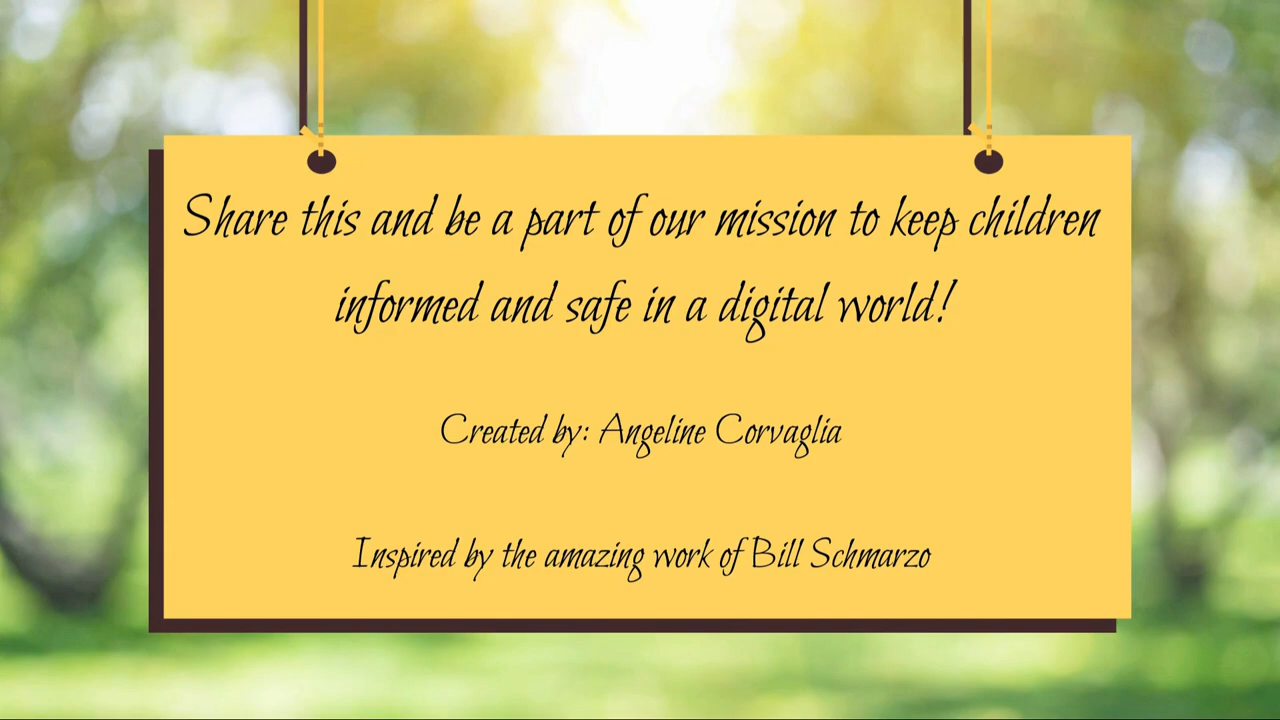 Share this and be a part of our mission to keep children
informed and safe in a digital world!
Created by: Angeline Corvaglia
Inspired by the amazing work of Bill Schmarzo